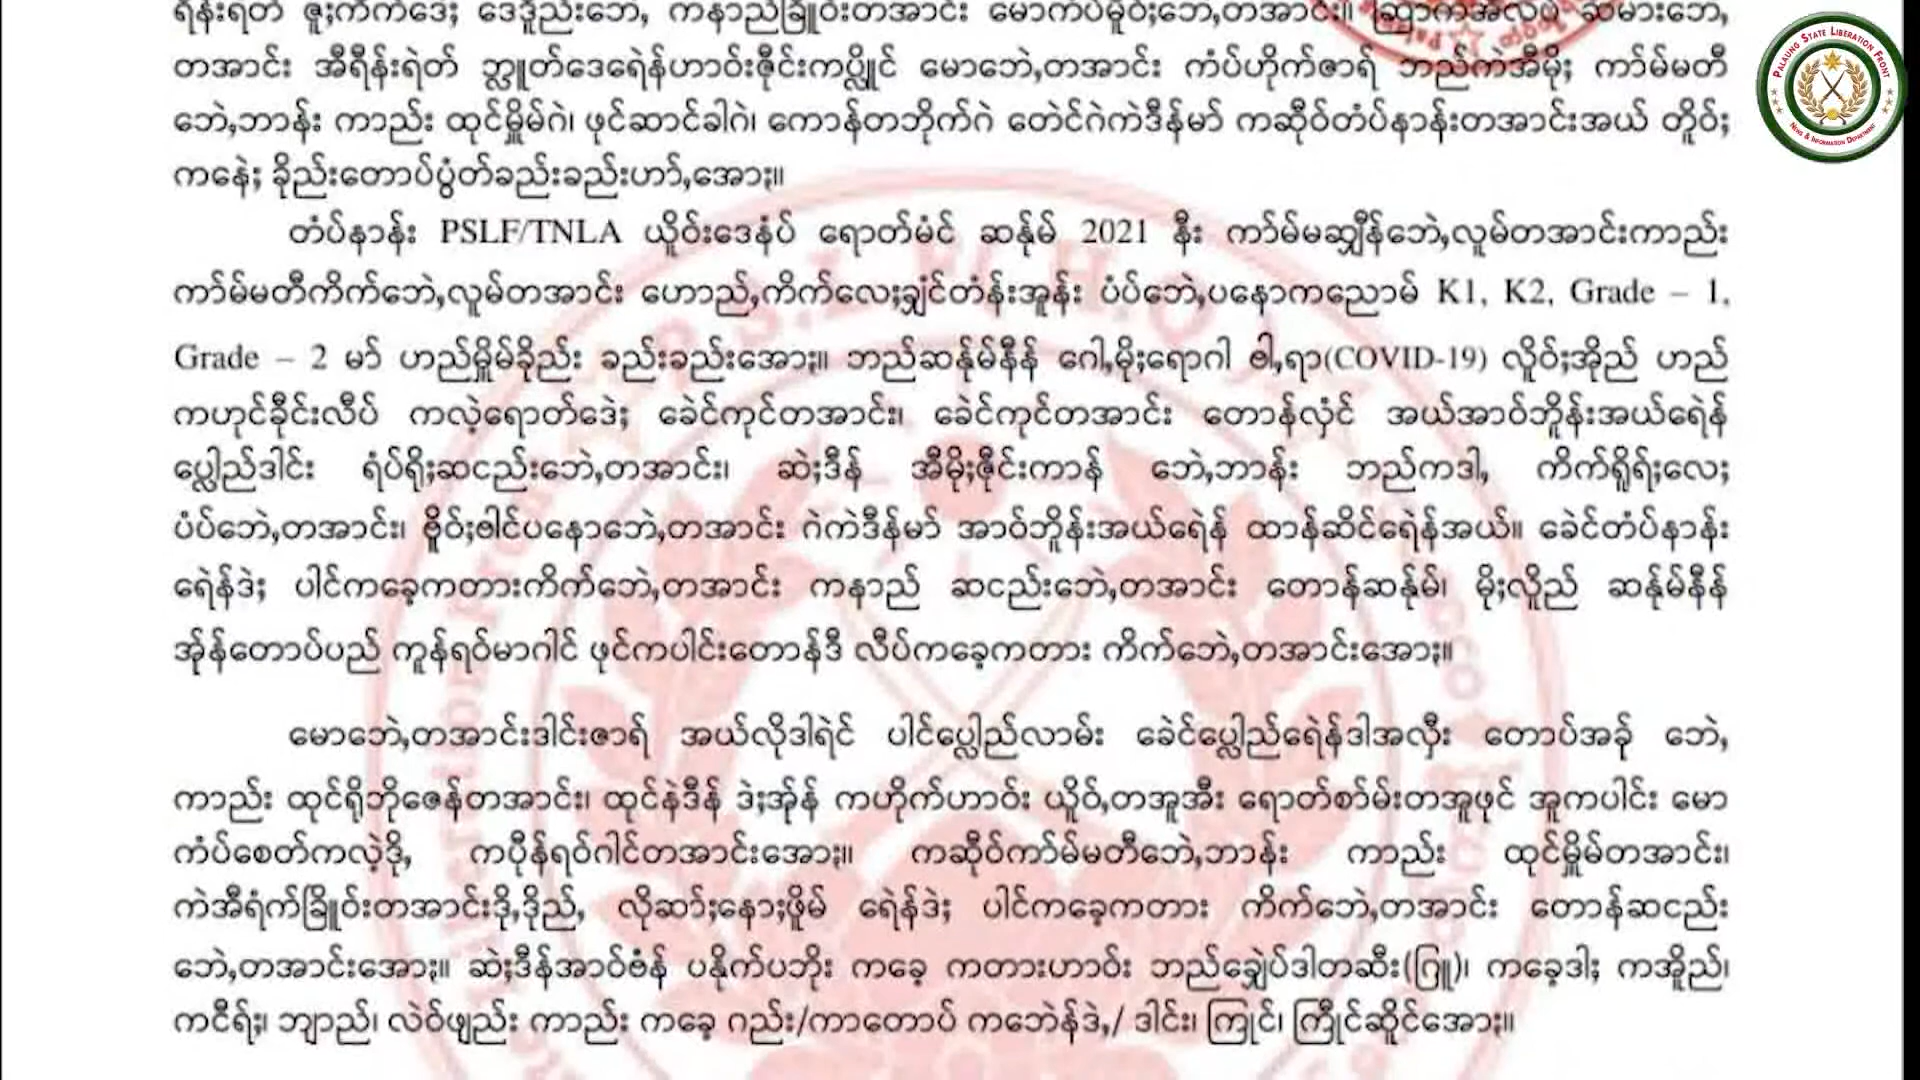 တအာင်း အီရီန်းရဲတ် ဣုူတ်ဒေရေန်ဟာဝ်းဇီုင်းကပ္လိုုင် မောဘေဲ,တအာင်း ကံပ်ဟိုက်ဇာရ် ဘည်ကဲအီမိုး ကာ်မ်မတီ
ဘေဲ,ဘာန်း ကာည်း ထုင်မ္ဟိုမ်ဂဲ၊ ဖုင်ဆာင်ခါဂဲ၊ ကောန်တဘိုက်ဂဲ တေဲင်ဂဲကဲဒီန်မာ် ကဆီုဝ်တံပ်နာန်းတအာင်းအယ် တိူဝ်ႈ
ကနေဲႈ ခိုည်းတောပ်ပွံတ်ခည်းခည်းဟာ်,အောႈ။
တံပ်နာန်း PSLF/TNLA ယိူဝ်းဒေနံပ် ရောတ်မံင် ဆန်ုမ် 2021 နီး ကာ်မ်မဆျှီန်ဘေဲ,လူမ်တအာင်းကာည်း
ကာ်မ်မတီကိက်ဘေဲ,လူမ်တအာင်း ဟောည်,ကိက်လေႈချှင်တံန်းအူန်း ပံပ်ဘေဲ,ပနောကညောမ် K1, K2, Grade – 1,
Grade – 2 မာ် ဟည်မ္ဟိုမ်ခိုည်း ခည်းခည်းအောႈ။ ဘည်ဆန်ုမ်နီန် ဂေါ,မိုးရောဂါ ဗါ,ရာ(COVID-19) လိူဝ်ႈအိုည် ဟည်
ကဟုင်ခိုင်းလီပ် ကလဲ့ရောတ်ဒေဲႈ ခေဲင်ကုင်တအာင်း၊ ခေဲင်ကုင်တအာင်း တောန်လှံင် အယ်အာဝ်ဘိူန်းအယ်ရေဲန်
ပ္လေါည်ဒါင်း ရံပ်ရိုႈဆငည်းဘေဲ,တအာင်း၊ ဆဲႈဒီန် အီမိုႈဇီုင်းကာန် ဘေဲ,ဘာန်း ဘည်ကဒါ, ကိက်ရိူရ်ႈလေႈ
ပံပ်ဘေဲ,တအာင်း၊ ဗိူဝ်ႈဗါင်ပနောဘေဲ,တအာင်း ဂဲကဲဒီန်မာ် အာဝ်ဘိူန်းအယ်ရေဲန် ထာန်ဆိင်ရေဲန်အယ်။ ခေဲင်တံပ်နာန်း
ရေဲန်ဒဲႈ ပါင်ကခေ့ကတားကိက်ဘေဲ,တအာင်း ကနာည် ဆငည်းဘေဲ,တအာင်း တောန်ဆန်ုမ်၊ မိုးလိူည် ဆန်ုမ်နီန်
အ်ုန်တောပ်ပည် ကူန်ရဝ်မာဂါင် ဖုင်ကပါင်းတောန်ဒီ လီပ်ကခေ့ကတား ကိက်ဘေဲ,တအာင်းအောႈ။
မောဘေဲ,တအာင်းဒါင်းဇာရ် အယ်လိုဒါရဲင် ပါင်ပ္လေါည်လာမ်း ခေဲင်ပ္လေါည်ရေဲန်ဒါအလှီး တောပ်အခ်ု ဘေဲ,
ကာည်း ထုင်ရိုဘိုဇေန်တအာင်း၊ ထုင်နဲဒီန် ဒဲႈအ်ုန် ကဟိုက်ဟာဝ်း ယိူဝ်,တအူအီး ရောတ်စာ်မ်းတအူဖုင် အူကပါင်း မော
ကံပ်စေတ်ကလဲ့ဒို, ကပီုန်ရဝ်ဂါင်တအာင်းအောႈ။ ကဆီုဝ်ကာ်မ်မတီဘေဲ,ဘာန်း ကာည်း ထုင်မ္ဟိုမ်တအာင်း၊
ကဲအီရံက်ခြိူဝ်းတအာင်းဒို,ဒိုည်, လိုဆာ်ႈနောႈဖိူမ် ရေဲန်ဒဲႈ ပါင်ကခေ့ကတား ကိက်ဘေဲ,တအာင်း တောန်ဆငည်း
ဘေဲ,တအာင်းအောႈ။ ဆဲႈဒီန်အာဝ်ဗံန် ပနိုက်ပဘိုး ကခေ့ ကတားဟာဝ်း ဘည်ချေဲပ်ဒါတဆီး(ဂြူ)၊ ကခေ့ဒါႈ ကအိူည်၊
ကငီရ်ႈ၊ ဘျာည်၊ လဲဝ်ဖျည်း ကာည်း ကခေ့ ဂည်း/ကာတောပ် ကဘေဲန်ဒဲ,/ ဒါင်း၊ ကြုင်၊ ကြီုင်ဆိူင်အောႈ။
PALAUNG STATE LIBERATION FRONT
NEWS & INFORMATION DEPARTMENT